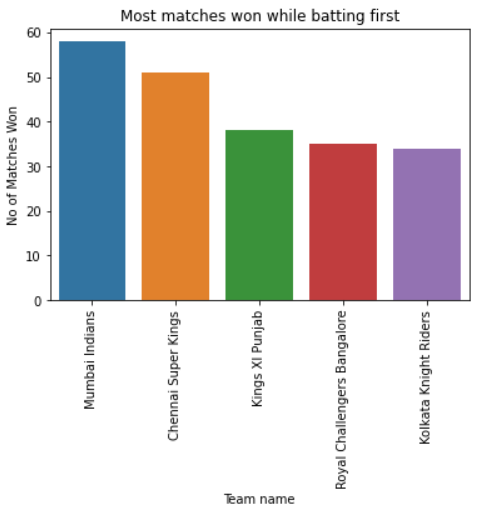 Most matches won while batting first
No of Matches Won
60
50
40
30
20
10
0
Mumbai Indians
Chennai Super Kings
Kings XI Punjab
Royal Challengers Bangalore
Kolkata Knight Riders
Team name